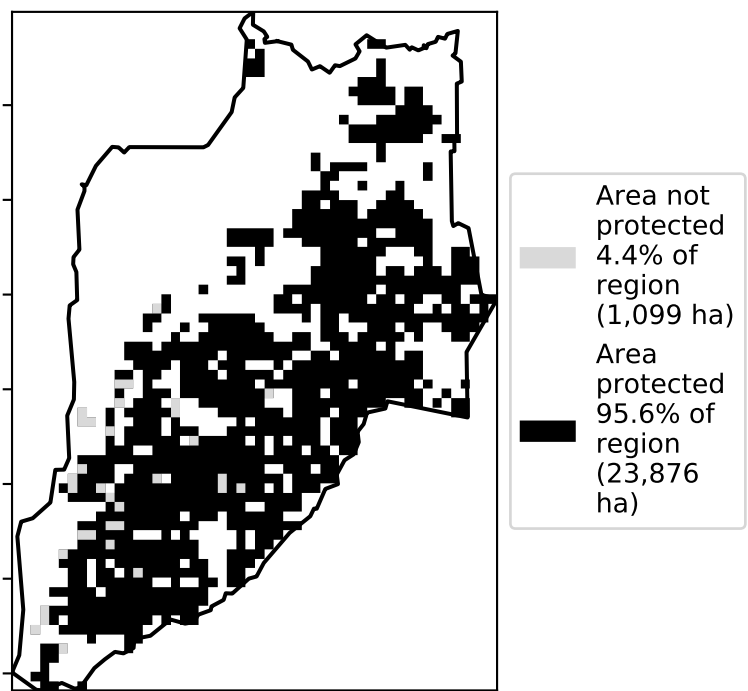 Area not
protected
4.4% of
region
(1,099 ha)
Area
protected
95.6% of
region
(23,876
ha)